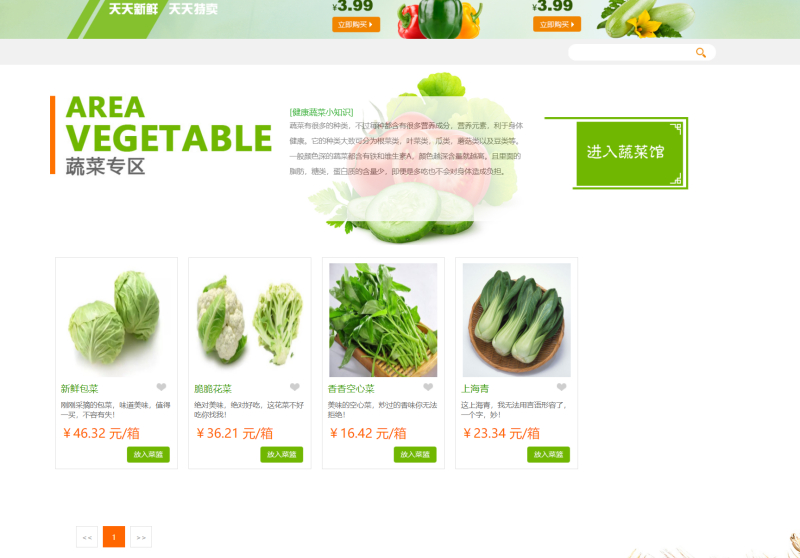 天天新鲜 天天特卖
¥3.99
¥3.99
立即购买
立即购买
AREA
VEGETABLE
蔬菜专区
[健康蔬菜小知识]
蔬菜有很多的种类，不过每种都含有很多营养成分，营养元素，利于身体
健康。它的种类大致可分为根菜类，叶菜类，瓜类，蘑菇类以及豆类等。
一般颜色深的蔬菜都含有铁和维生素A，颜色越深含量就越高。且里面的
脂肪、糖类、蛋白质的含量少，即便是多吃也不会对身体造成负担。
进入蔬菜馆
新鲜包菜
刚刚采摘的包菜，味道美味，值得
一买，不容有失！
¥46.32 元/箱
放入菜篮
脆脆花菜
绝对美味，绝对好吃，这花菜不好
吃你找我！
¥36.21 元/箱
放入菜篮
香香空心菜
美味的空心菜，炒过的香味你无法
拒绝！
¥16.42 元/箱
放入菜篮
上海青
这上海青，我无法用言语形容了，
一个字，妙！
¥23.34 元/箱
放入菜篮
<< 1 >>